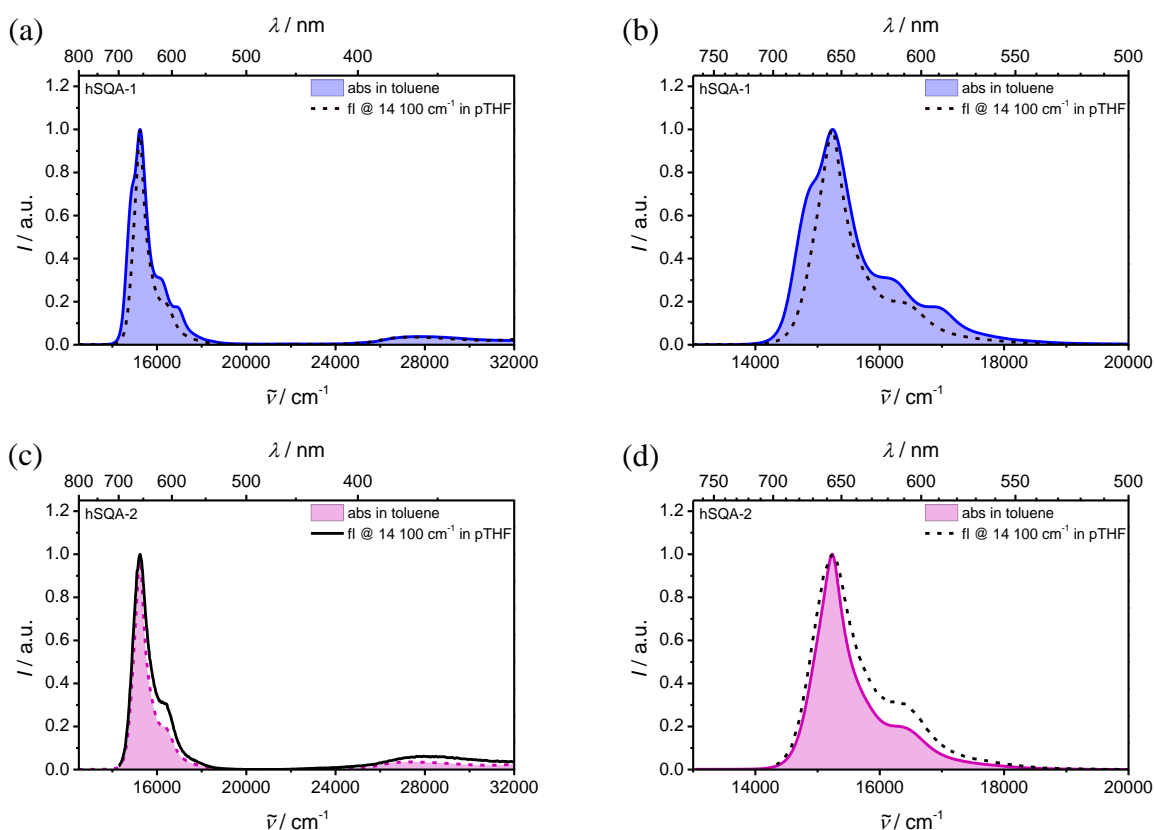 (a)
λ / nm
800 700 600 500 400
hSQA-1
abs in toluene
fl @ 14 100 cm⁻¹ in pTHF
I / a.u.
1.2
1.0
0.8
0.6
0.4
0.2
0.0
16000 20000 24000 28000 32000
ν̃ / cm⁻¹
(b)
λ / nm
750 700 650 600 550 500
hSQA-1
abs in toluene
fl @ 14 100 cm⁻¹ in pTHF
I / a.u.
1.2
1.0
0.8
0.6
0.4
0.2
0.0
14000 16000 18000 20000
ν̃ / cm⁻¹
(c)
λ / nm
800 700 600 500 400
hSQA-2
abs in toluene
fl @ 14 100 cm⁻¹ in pTHF
I / a.u.
1.2
1.0
0.8
0.6
0.4
0.2
0.0
16000 20000 24000 28000 32000
ν̃ / cm⁻¹
(d)
λ / nm
750 700 650 600 550 500
hSQA-2
abs in toluene
fl @ 14 100 cm⁻¹ in pTHF
I / a.u.
1.2
1.0
0.8
0.6
0.4
0.2
0.0
14000 16000 18000 20000
ν̃ / cm⁻¹